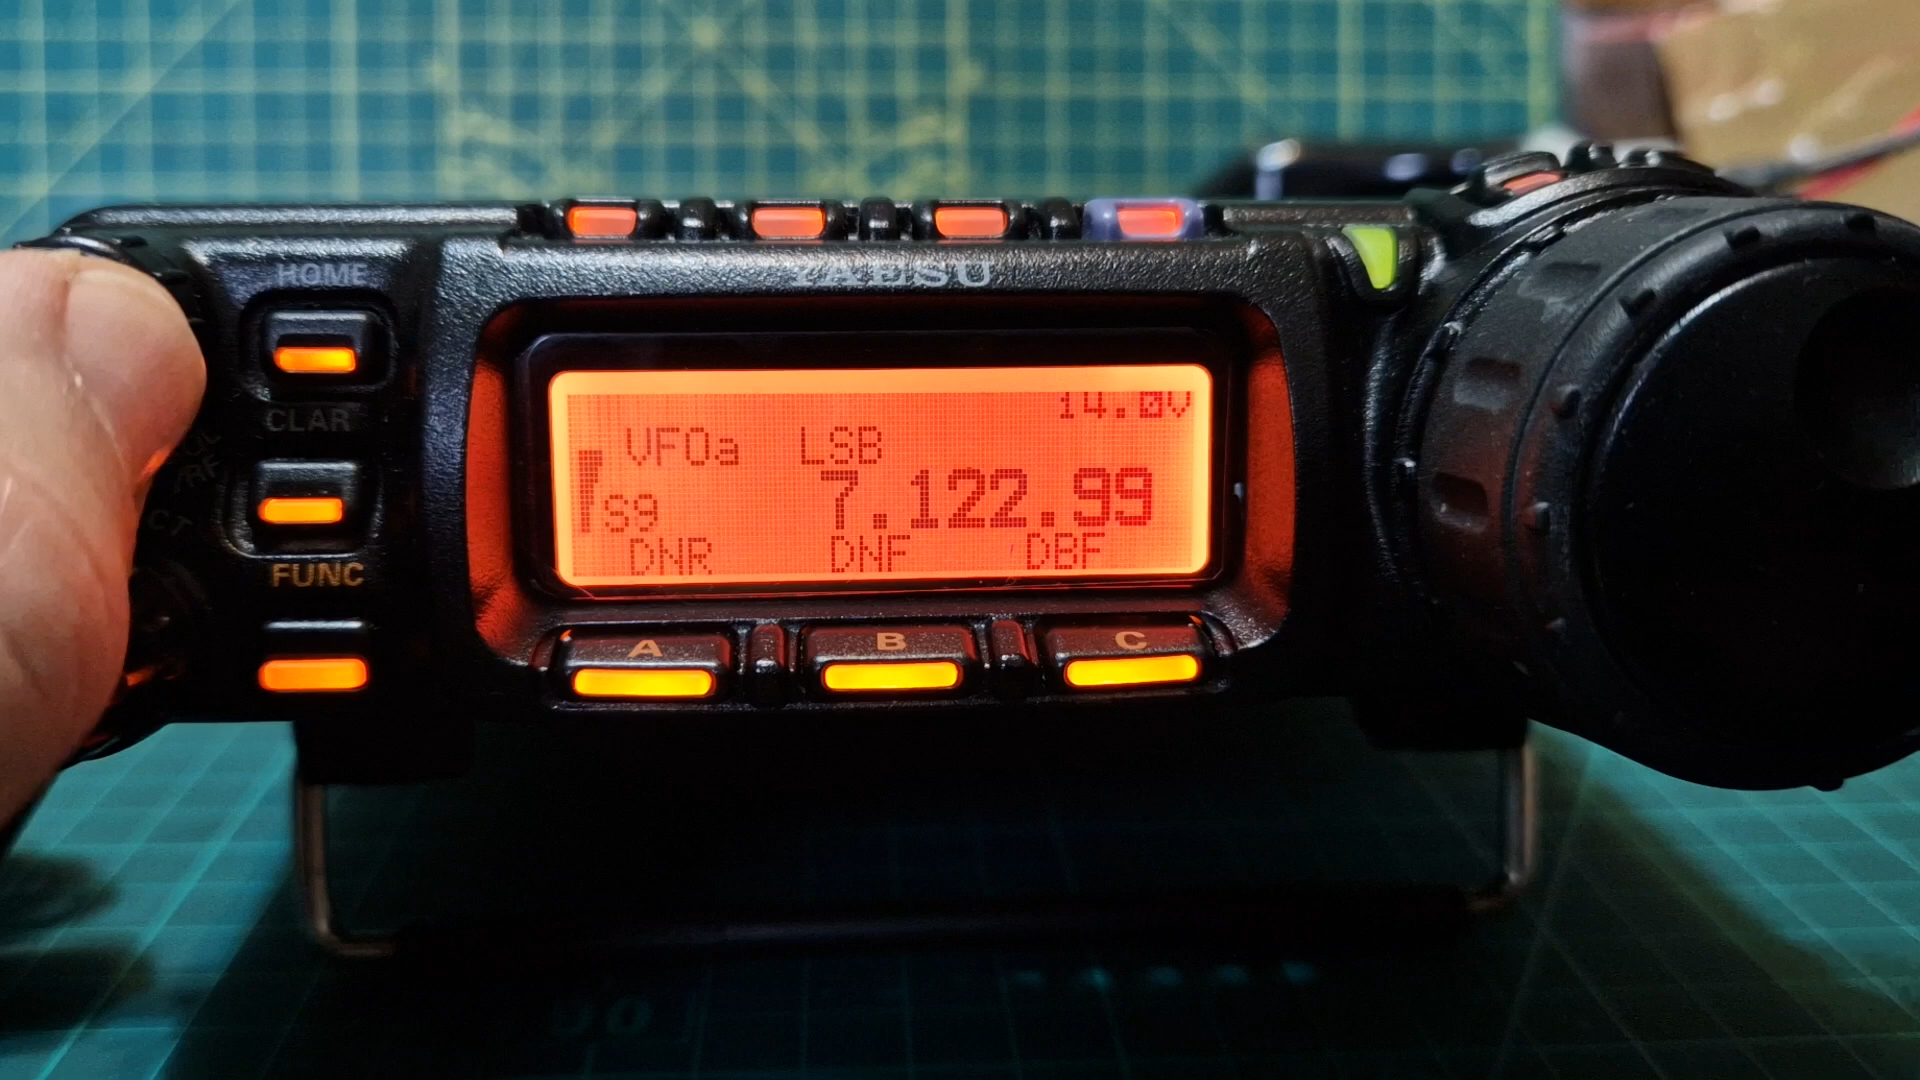 YAESU
HOME
14.0V
CLAR
VFOa LSB
7.122.99
S9
DNR DNF DBF
FUNC
A B C